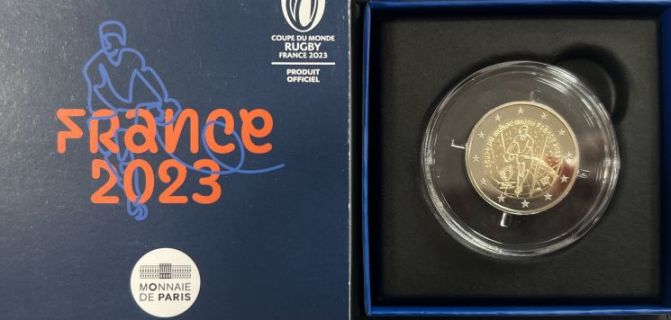 COUPE DU MONDE
RUGBY
FRANCE 2023
PRODUIT
OFFICIEL
FRANCE
2023
MONNAIE
DE PARIS